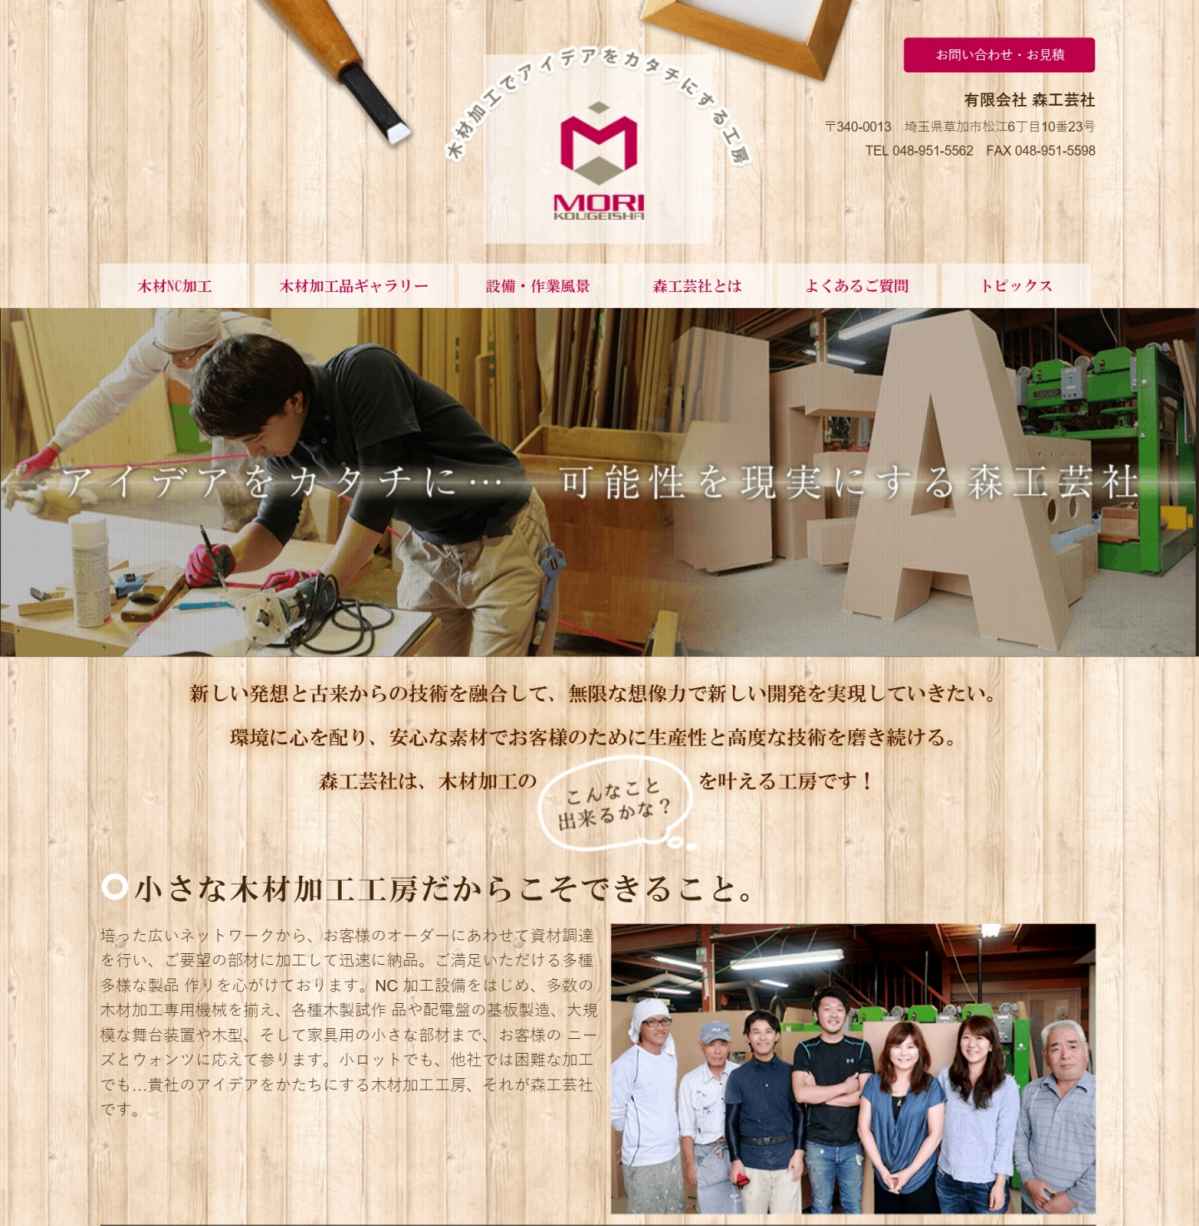 お問い合わせ・お見積
木材加工でアイデアをカタチにする工房
有限会社 森工芸社
〒340-0013　埼玉県草加市松江6丁目10番23号
TEL 048-951-5562　FAX 048-951-5598
MORI
KOUGEISHA
木材NC加工　木材加工品ギャラリー　設備・作業風景　森工芸社とは　よくあるご質問　トピックス
アイデアをカタチに…　可能性を現実にする森工芸社
新しい発想と古来からの技術を融合して、無限な想像力で新しい開発を実現していきたい。
環境に心を配り、安心な素材でお客様のために生産性と高度な技術を磨き続ける。
森工芸社は、木材加工の
こんなこと
出来るかな？
を叶える工房です！
小さな木材加工工房だからこそできること。
培った広いネットワークから、お客様のオーダーにあわせて資材調達
を行い、ご要望の部材に加工して迅速に納品。ご満足いただける多種
多様な製品 作りを心がけております。NC 加工設備をはじめ、多数の
木材加工専用機械を揃え、各種木製試作 品や配電盤の基板製造、大規
模な舞台装置や木型、そして家具用の小さな部材まで、お客様の ニー
ズとウォンツに応えて参ります。小ロットでも、他社では困難な加工
でも…貴社のアイデアをかたちにする木材加工工房、それが森工芸社
です。